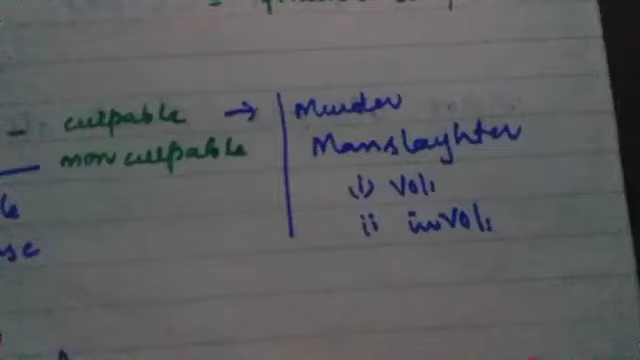 - culpable → Murder
non culpable
Manslaughter
i) Vol:
ii invol: